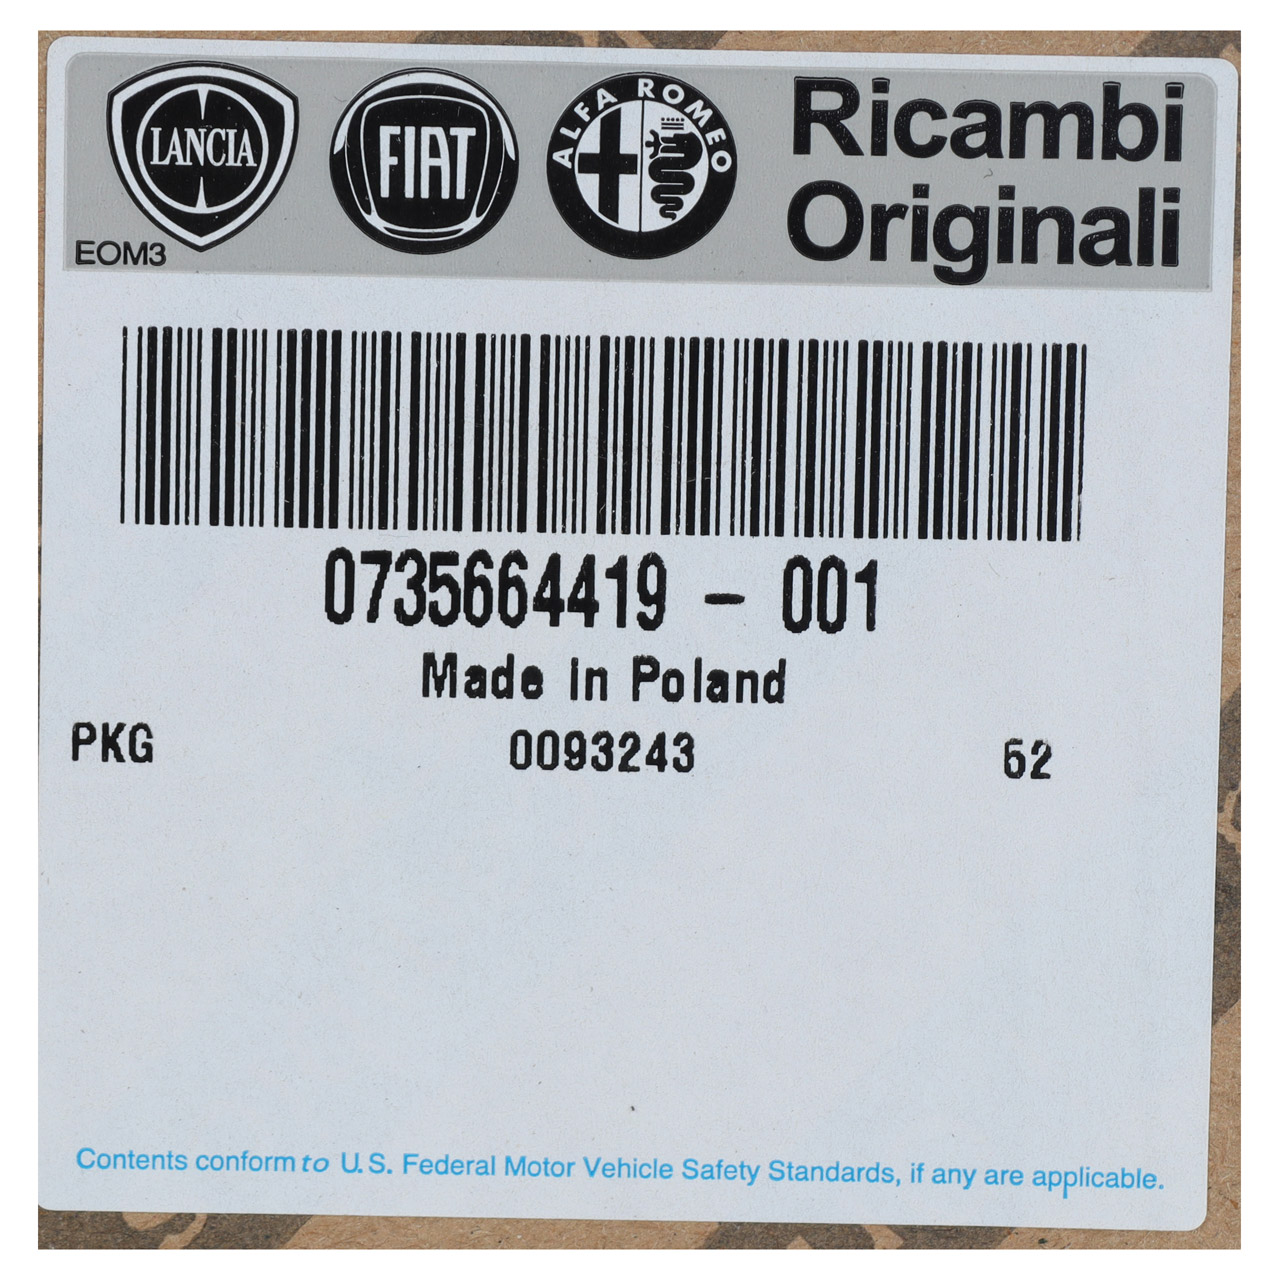 LANCIA
FIAT
ALFA ROMEO
Ricambi
Originali
EOM3
0735664419 - 001
Made in Poland
PKG 0093243 62
Contents conform to U.S. Federal Motor Vehicle Safety Standards, if any are applicable.